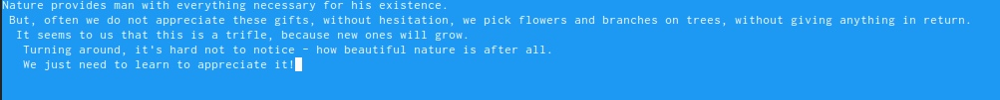 Nature provides man with everything necessary for his existence.
But, often we do not appreciate these gifts, without hesitation, we pick flowers and branches on trees, without giving anything in return.
It seems to us that this is a trifle, because new ones will grow.
Turning around, it's hard not to notice – how beautiful nature is after all.
We just need to learn to appreciate it!